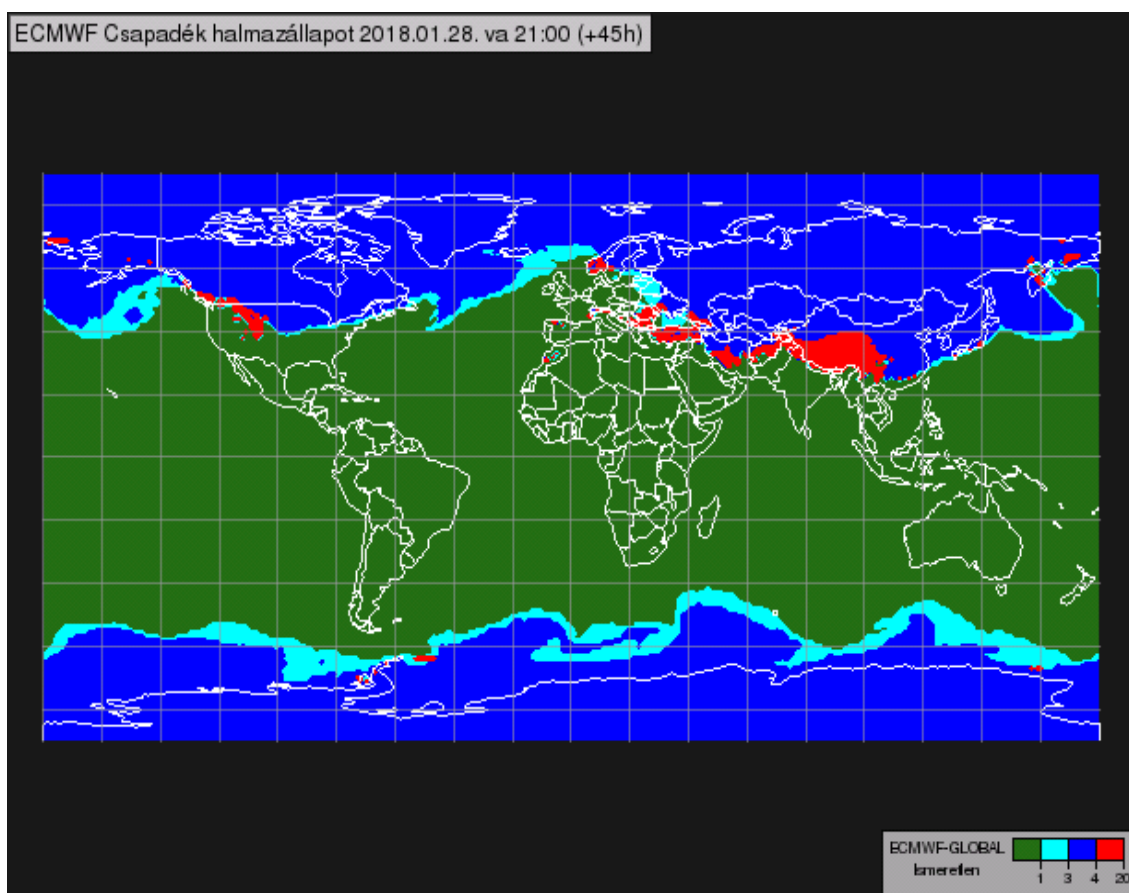 ECMWF Csapadék halmazállapot 2018.01.28. va 21:00 (+45h)
ECMWF-GLOBAL
Ismeretlen
1 3 4 20